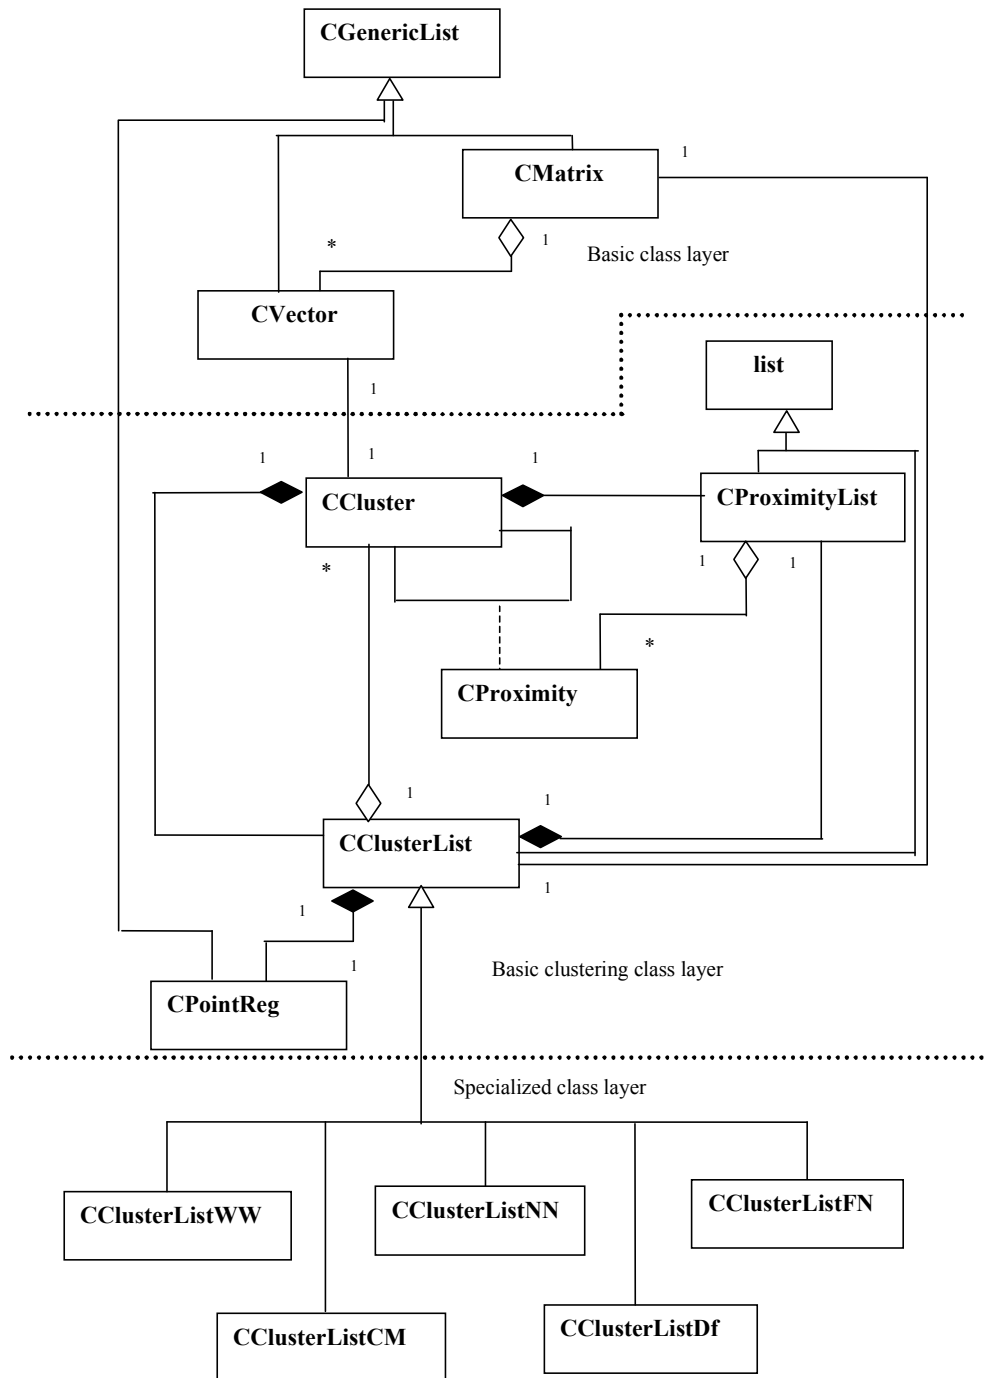 CGenericList
1
CMatrix
*
1
Basic class layer
CVector
list
1
1
1
1
CCluster
CProximityList
*
1
1
*
CProximity
1
1
CClusterList
1
1
1
Basic clustering class layer
CPointReg
Specialized class layer
CClusterListWW
CClusterListNN
CClusterListFN
CClusterListCM
CClusterListDf